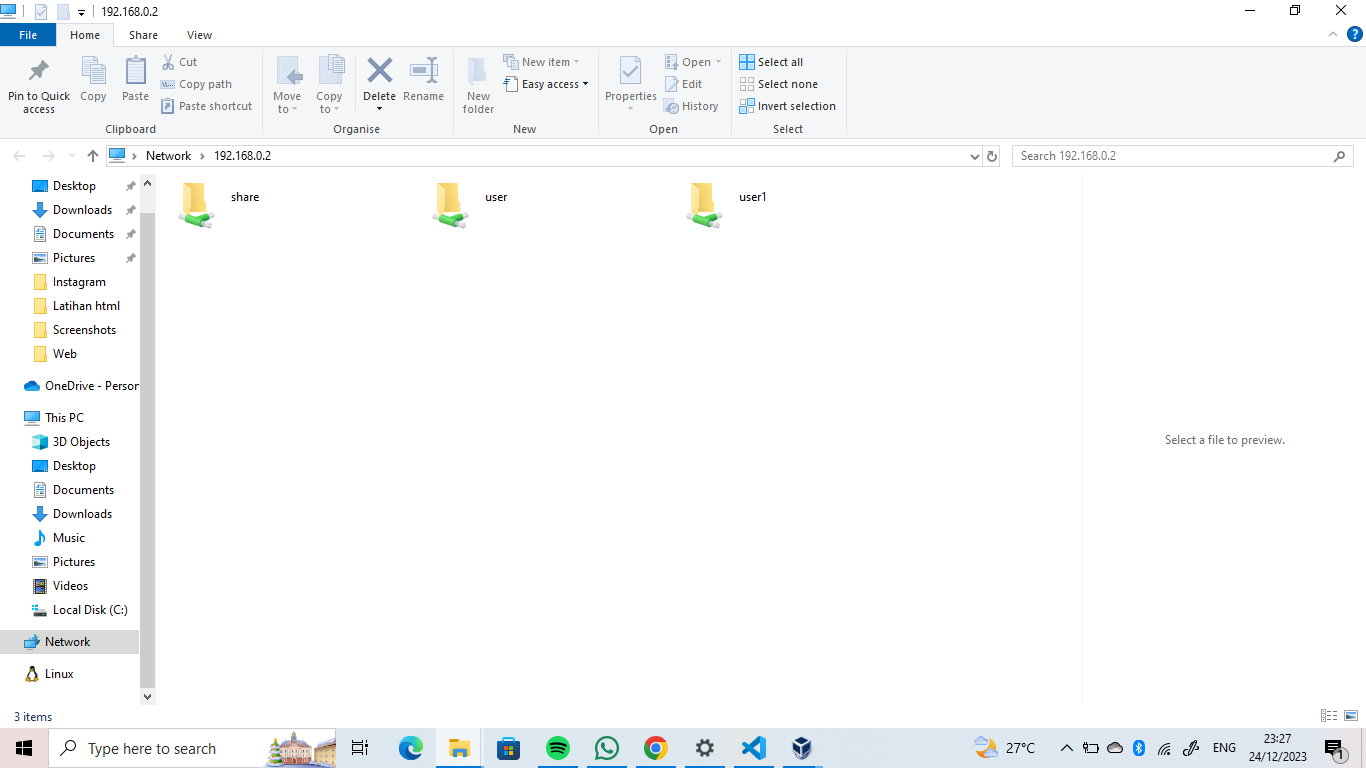 192.168.0.2
File Home Share View
Pin to Quick access
Copy
Paste
Cut
Copy path
Paste shortcut
Clipboard
Move to
Copy to
Delete
Rename
Organise
New folder
New item
Easy access
New
Properties
Open
Edit
History
Open
Select all
Select none
Invert selection
Select
Network 192.168.0.2
Search 192.168.0.2
Desktop
Downloads
Documents
Pictures
Instagram
Latihan html
Screenshots
Web
OneDrive - Person
This PC
3D Objects
Desktop
Documents
Downloads
Music
Pictures
Videos
Local Disk (C:)
Network
Linux
share
user
user1
Select a file to preview.
3 items
Type here to search
27°C
ENG
23:27
24/12/2023
1